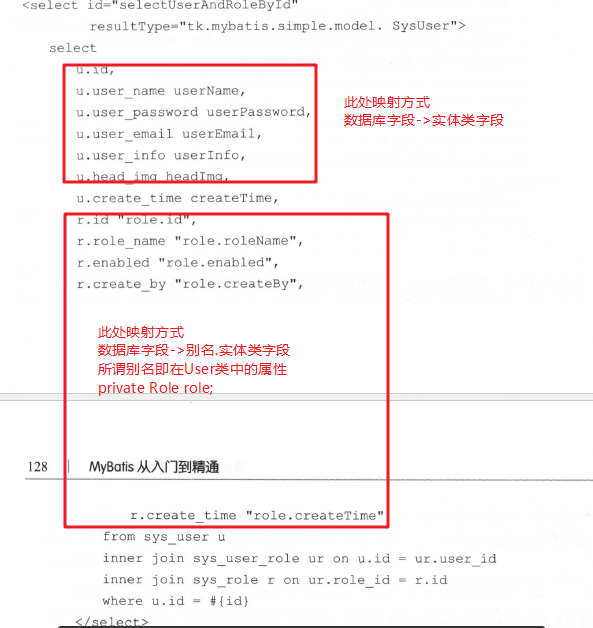 <select id="selectUserAndRoleById"
resultType="tk.mybatis.simple.model. SysUser">
select
u.id,
u.user_name userName,
u.user_password userPassword,
u.user_email userEmail,
u.user_info userInfo,
u.head_img headImg,
u.create_time createTime,
此处映射方式
数据库字段->实体类字段
r.id "role.id",
r.role_name "role.roleName",
r.enabled "role.enabled",
r.create_by "role.createBy",
此处映射方式
数据库字段->别名.实体类字段
所谓别名即在User类中的属性
private Role role;
128 | MyBatis 从入门到精通
r.create_time "role.createTime"
from sys_user u
inner join sys_user_role ur on u.id = ur.user_id
inner join sys_role r on ur.role_id = r.id
where u.id = #{id}
</select>